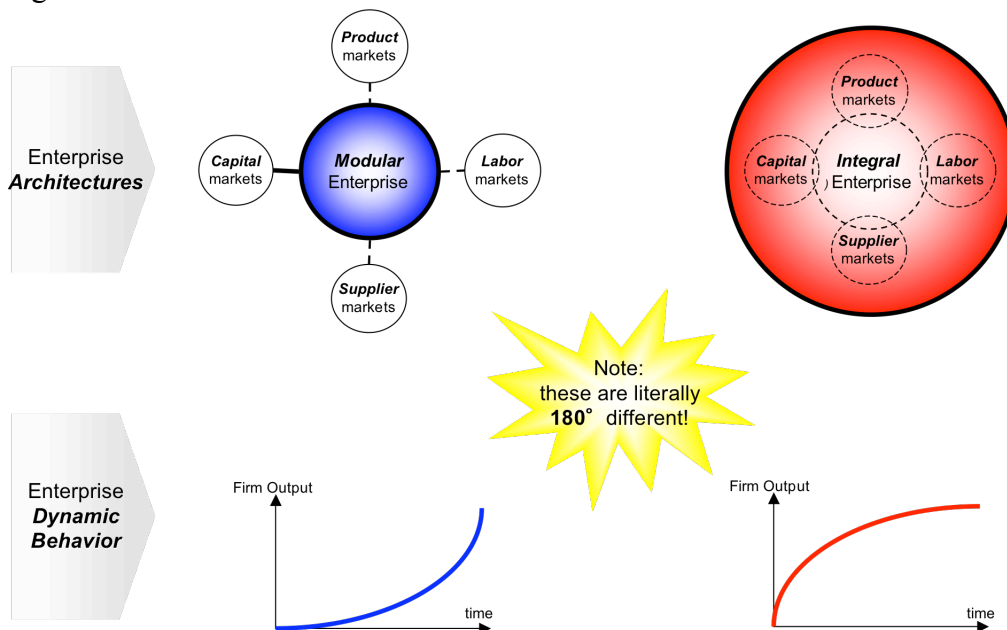 Enterprise
Architectures
Product
markets
Capital
markets
Modular
Enterprise
Labor
markets
Supplier
markets
Product
markets
Capital
markets
Integral
Enterprise
Labor
markets
Supplier
markets
Note:
these are literally
180° different!
Enterprise
Dynamic
Behavior
Firm Output
time
Firm Output
time